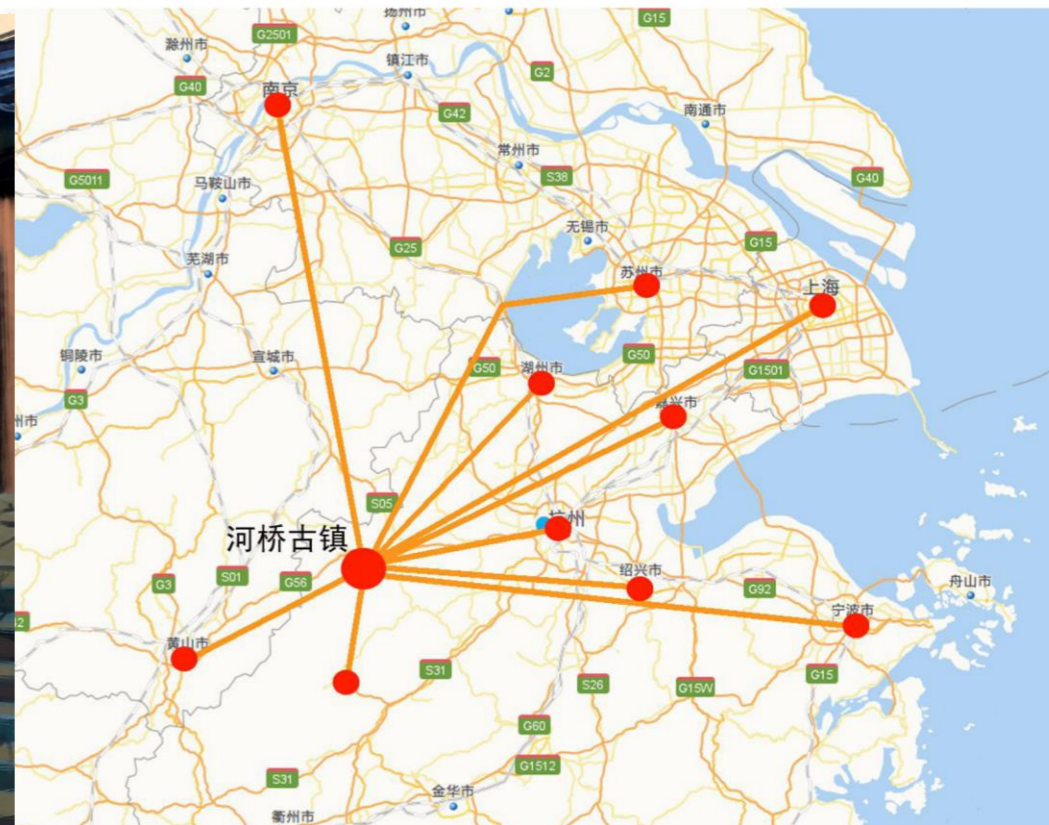 扬州市
G15
滁州市
G2501
镇江市
G2
G40
南京
G42
南通市
常州市
S38
G5011
马鞍山市
G40
无锡市
G15
G25
芜湖市
苏州市
上海
铜陵市
宣城市
G50
G50
湖州市
G1501
G3
州市
兴市
S05
杭州
河桥古镇
绍兴市
G3
S01
G56
G92
舟山市
宁波市
黄山市
S31
G15
S26
G15W
G60
G1512
S31
金华市
衢州市